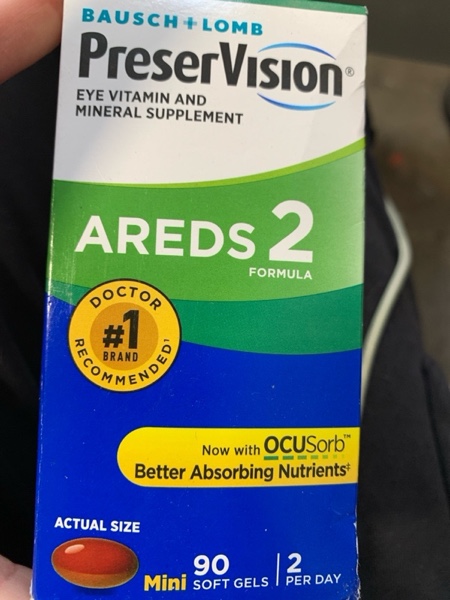 BAUSCH + LOMB
PreserVision®
EYE VITAMIN AND
MINERAL SUPPLEMENT
AREDS 2
FORMULA
DOCTOR
#1
BRAND
RECOMMENDED¹
Now with OCUSorb™
Better Absorbing Nutrients‡
ACTUAL SIZE
Mini 90 SOFT GELS | 2 PER DAY